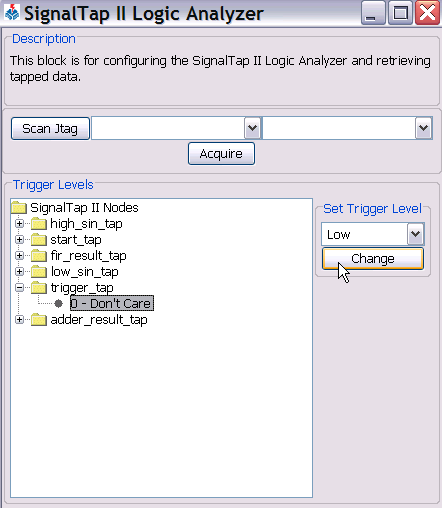 SignalTap II Logic Analyzer
Description
This block is for configuring the SignalTap II Logic Analyzer and retrieving
tapped data.
Scan Jtag
Acquire
Trigger Levels
SignalTap II Nodes
high_sin_tap
start_tap
fir_result_tap
low_sin_tap
trigger_tap
0 - Don't Care
adder_result_tap
Set Trigger Level
Low
Change